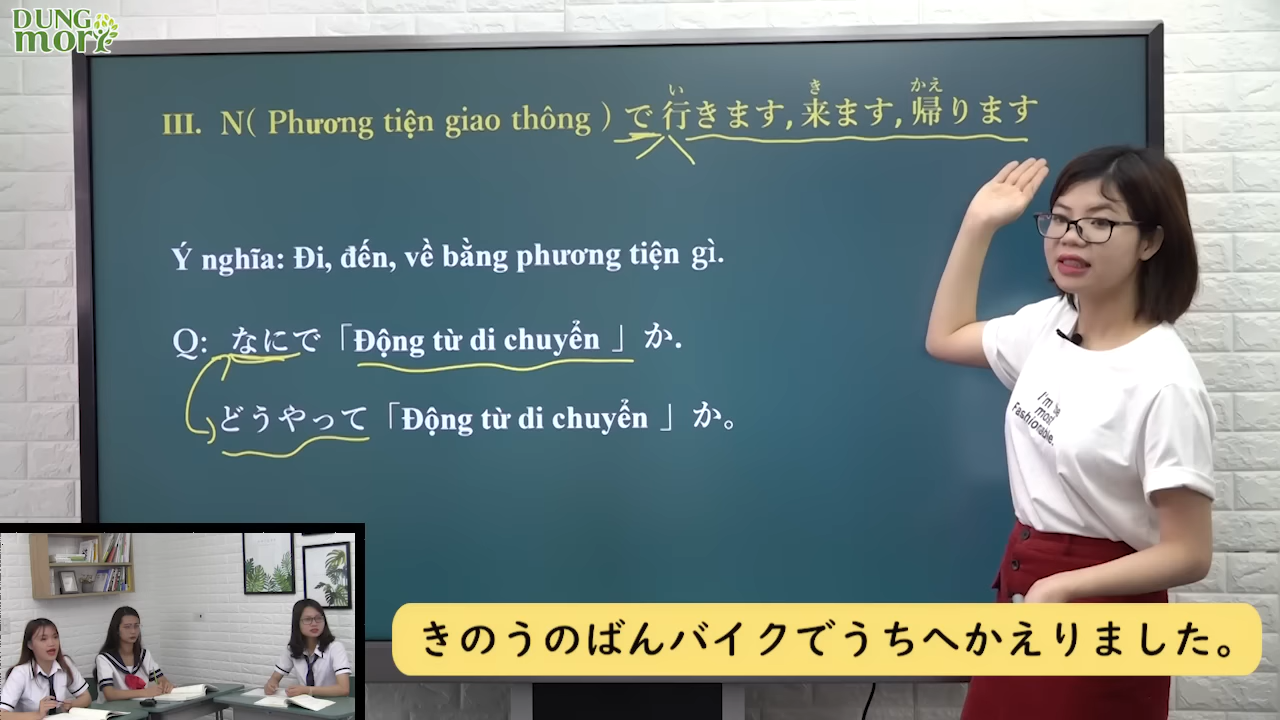 DUNG
mori
III. N( Phương tiện giao thông ) で行きます, 来ます, 帰ります
い き かえ
Ý nghĩa: Đi, đến, về bằng phương tiện gì.
Q: なにで「Động từ di chuyển 」か.
どうやって「Động từ di chuyển 」か。
I'm
most
Fashionable.
きのうのばんバイクでうちへかえりました。